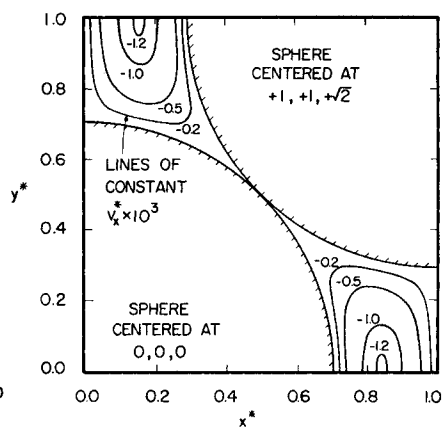 1.0
0.8
0.6
0.4
0.2
0.0
y*
0.0 0.2 0.4 0.6 0.8 1.0
x*
-1.2
-1.0
-0.5
-0.2
SPHERE
CENTERED AT
+1, +1, +√2
LINES OF
CONSTANT
V*x ×10³
SPHERE
CENTERED AT
0,0,0
-0.2
-0.5
-1.0
-1.2